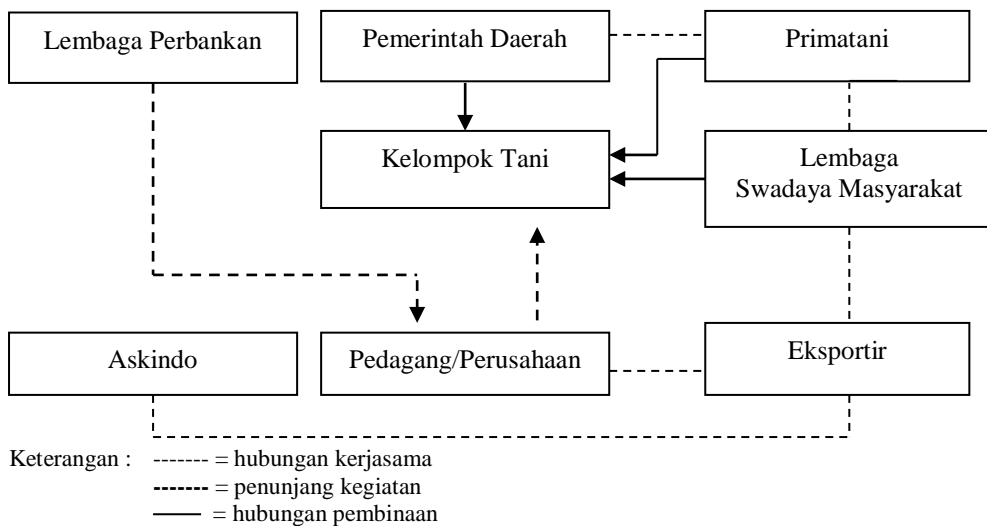 Lembaga Perbankan
Pemerintah Daerah
Primatani
Kelompok Tani
Lembaga
Swadaya Masyarakat
Askindo
Pedagang/Perusahaan
Eksportir
Keterangan : ------- = hubungan kerjasama
------- = penunjang kegiatan
——— = hubungan pembinaan